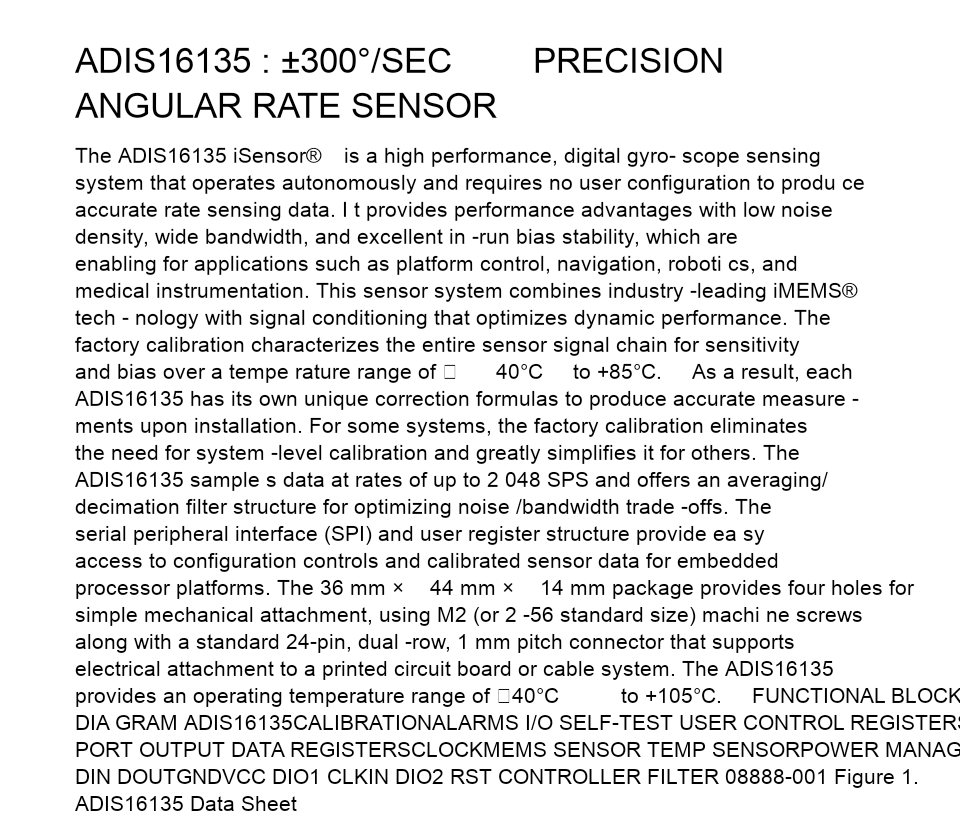 ADIS16135 : ±300°/SEC PRECISION
ANGULAR RATE SENSOR
The ADIS16135 iSensor® is a high performance, digital gyro- scope sensing
system that operates autonomously and requires no user configuration to produ ce
accurate rate sensing data. I t provides performance advantages with low noise
density, wide bandwidth, and excellent in -run bias stability, which are
enabling for applications such as platform control, navigation, roboti cs, and
medical instrumentation. This sensor system combines industry -leading iMEMS®
tech - nology with signal conditioning that optimizes dynamic performance. The
factory calibration characterizes the entire sensor signal chain for sensitivity
and bias over a tempe rature range of □ 40°C to +85°C. As a result, each
ADIS16135 has its own unique correction formulas to produce accurate measure -
ments upon installation. For some systems, the factory calibration eliminates
the need for system -level calibration and greatly simplifies it for others. The
ADIS16135 sample s data at rates of up to 2 048 SPS and offers an averaging/
decimation filter structure for optimizing noise /bandwidth trade -offs. The
serial peripheral interface (SPI) and user register structure provide ea sy
access to configuration controls and calibrated sensor data for embedded
processor platforms. The 36 mm × 44 mm × 14 mm package provides four holes for
simple mechanical attachment, using M2 (or 2 -56 standard size) machi ne screws
along with a standard 24-pin, dual -row, 1 mm pitch connector that supports
electrical attachment to a printed circuit board or cable system. The ADIS16135
provides an operating temperature range of □40°C to +105°C. FUNCTIONAL BLOCK
DIA GRAM ADIS16135CALIBRATIONALARMS I/O SELF-TEST USER CONTROL REGISTERS
PORT OUTPUT DATA REGISTERSCLOCKMEMS SENSOR TEMP SENSORPOWER MANAG
DIN DOUTGNDVCC DIO1 CLKIN DIO2 RST CONTROLLER FILTER 08888-001 Figure 1.
ADIS16135 Data Sheet